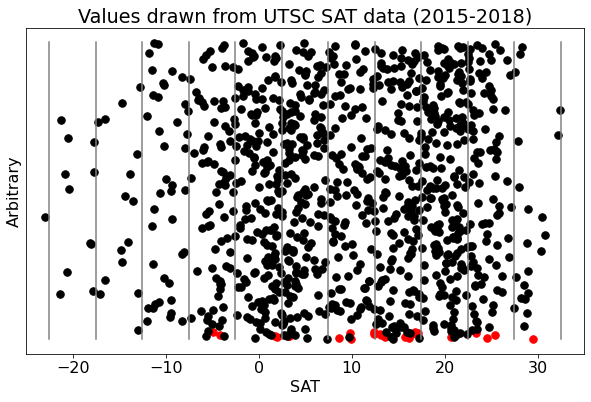 Values drawn from UTSC SAT data (2015-2018)
Arbitrary
−20 −10 0 10 20 30
SAT